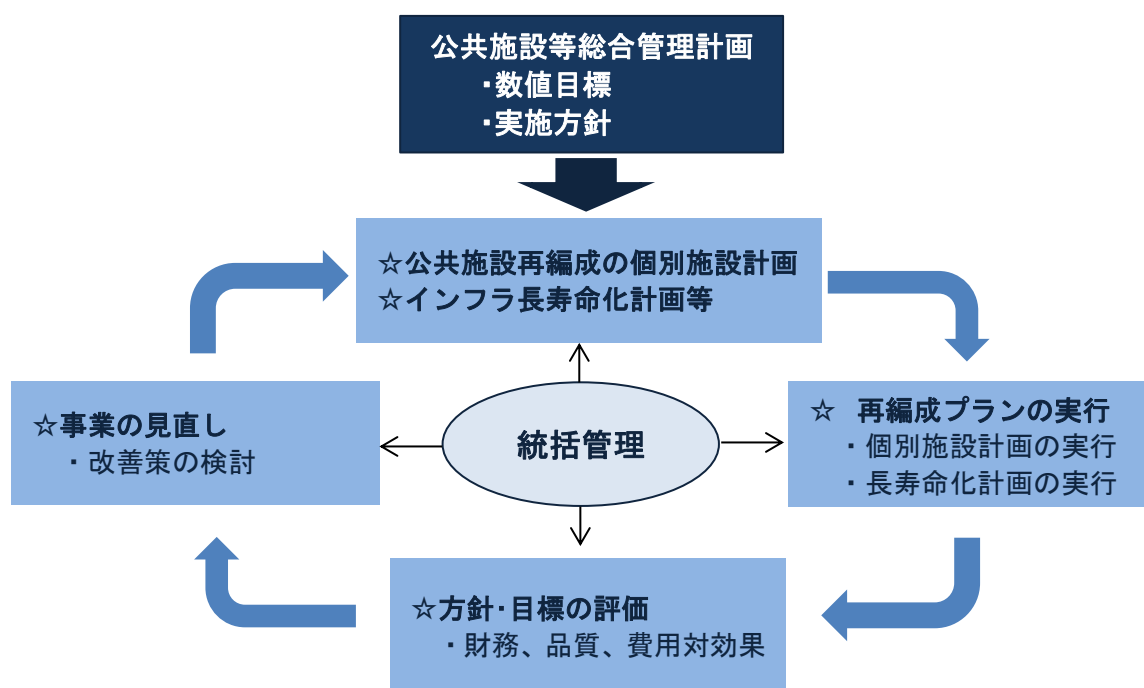 公共施設等総合管理計画
・数値目標
・実施方針
☆公共施設再編成の個別施設計画
☆インフラ長寿命化計画等
☆事業の見直し
・改善策の検討
統括管理
☆ 再編成プランの実行
・個別施設計画の実行
・長寿命化計画の実行
☆方針・目標の評価
・財務、品質、費用対効果